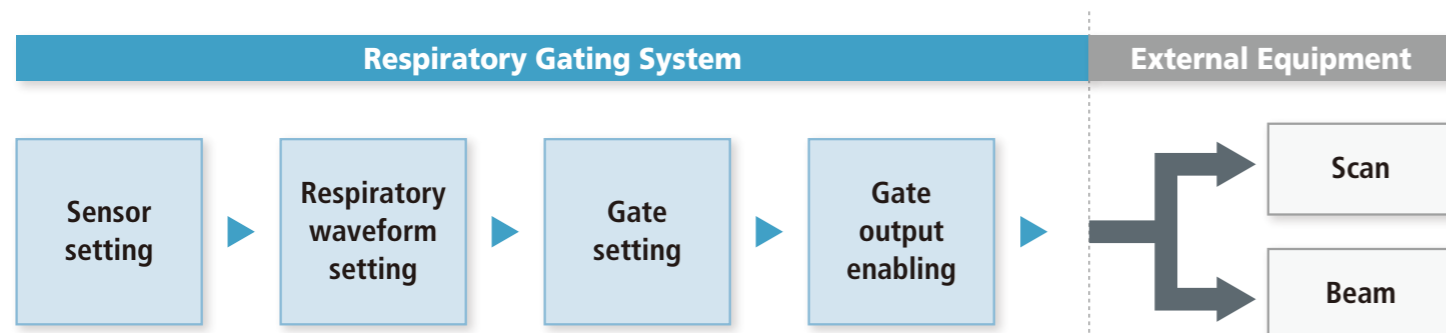 Respiratory Gating System
External Equipment
Sensor
setting
Respiratory
waveform
setting
Gate
setting
Gate
output
enabling
Scan
Beam